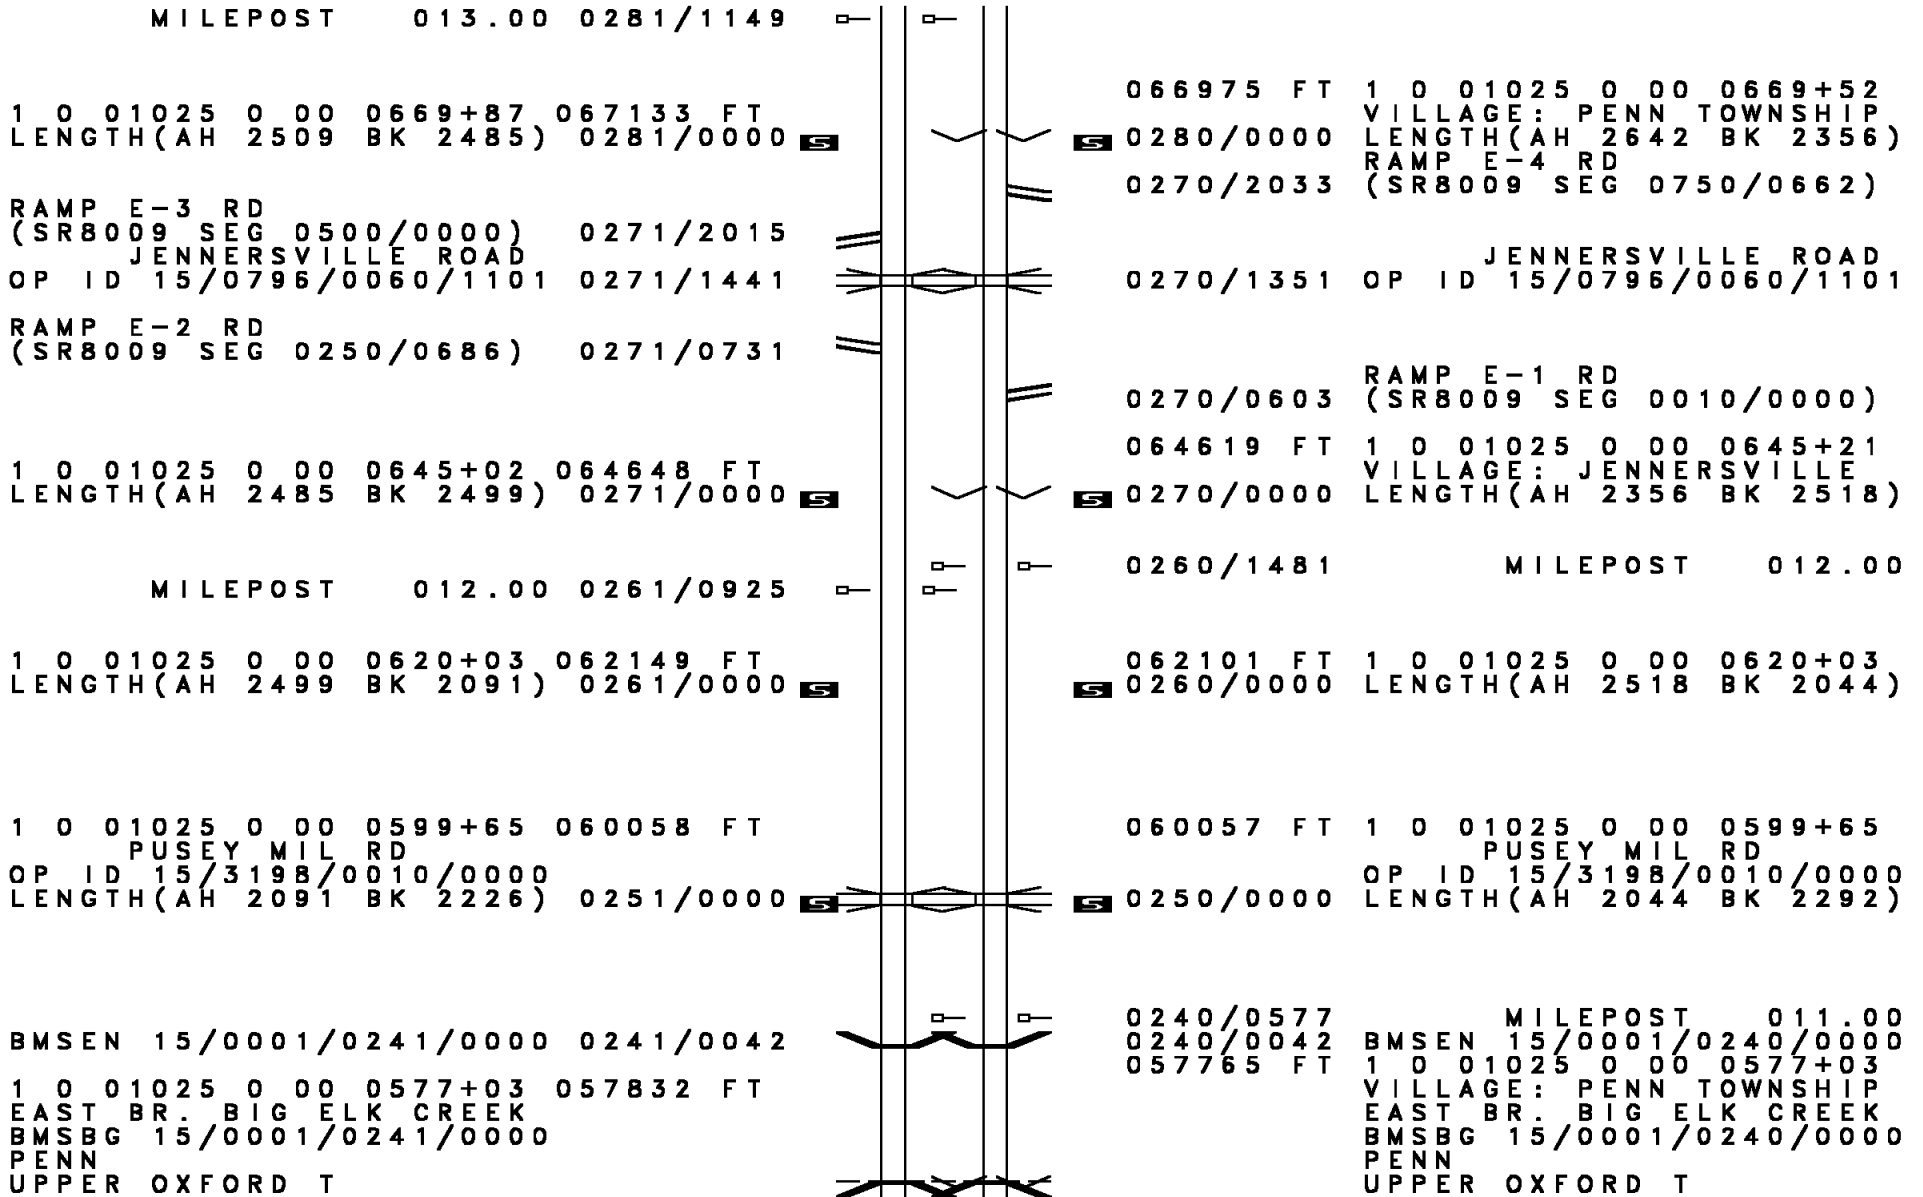 MILEPOST 013.00 0281/1149
066975 FT 1 0 01025 0 00 0669+52
1 0 01025 0 00 0669+87 067133 FT
VILLAGE: PENN TOWNSHIP
LENGTH(AH 2509 BK 2485) 0281/0000 S
S 0280/0000 LENGTH(AH 2642 BK 2356)
RAMP E-4 RD
0270/2033 (SR8009 SEG 0750/0662)
RAMP E-3 RD
(SR8009 SEG 0500/0000) 0271/2015
JENNERSVILLE ROAD
JENNERSVILLE ROAD
OP ID 15/0796/0060/1101 0271/1441
0270/1351 OP ID 15/0796/0060/1101
RAMP E-2 RD
(SR8009 SEG 0250/0686) 0271/0731
RAMP E-1 RD
0270/0603 (SR8009 SEG 0010/0000)
064619 FT 1 0 01025 0 00 0645+21
1 0 01025 0 00 0645+02 064648 FT
VILLAGE: JENNERSVILLE
LENGTH(AH 2485 BK 2499) 0271/0000 S
S 0270/0000 LENGTH(AH 2356 BK 2518)
0260/1481 MILEPOST 012.00
MILEPOST 012.00 0261/0925
1 0 01025 0 00 0620+03 062149 FT
062101 FT 1 0 01025 0 00 0620+03
LENGTH(AH 2499 BK 2091) 0261/0000 S
S 0260/0000 LENGTH(AH 2518 BK 2044)
1 0 01025 0 00 0599+65 060058 FT
060057 FT 1 0 01025 0 00 0599+65
PUSEY MIL RD
PUSEY MIL RD
OP ID 15/3198/0010/0000
OP ID 15/3198/0010/0000
LENGTH(AH 2091 BK 2226) 0251/0000 S
S 0250/0000 LENGTH(AH 2044 BK 2292)
0240/0577 MILEPOST 011.00
BMSEN 15/0001/0241/0000 0241/0042
0240/0042 BMSEN 15/0001/0240/0000
057765 FT 1 0 01025 0 00 0577+03
1 0 01025 0 00 0577+03 057832 FT
VILLAGE: PENN TOWNSHIP
EAST BR. BIG ELK CREEK
EAST BR. BIG ELK CREEK
BMSBG 15/0001/0241/0000
BMSBG 15/0001/0240/0000
PENN
PENN
UPPER OXFORD T
UPPER OXFORD T